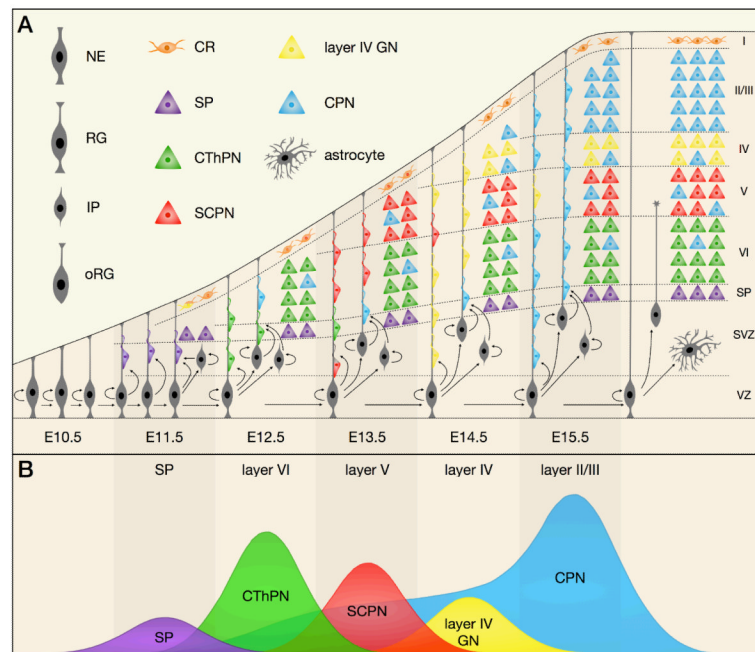 A
NE
CR
layer IV GN
RG
SP
CPN
CThPN
astrocyte
IP
SCPN
oRG
I
II/III
IV
V
VI
SP
SVZ
VZ
E10.5 E11.5 E12.5 E13.5 E14.5 E15.5
B
SP layer VI layer V layer IV layer II/III
CPN
CThPN
SCPN
SP
layer IV
GN